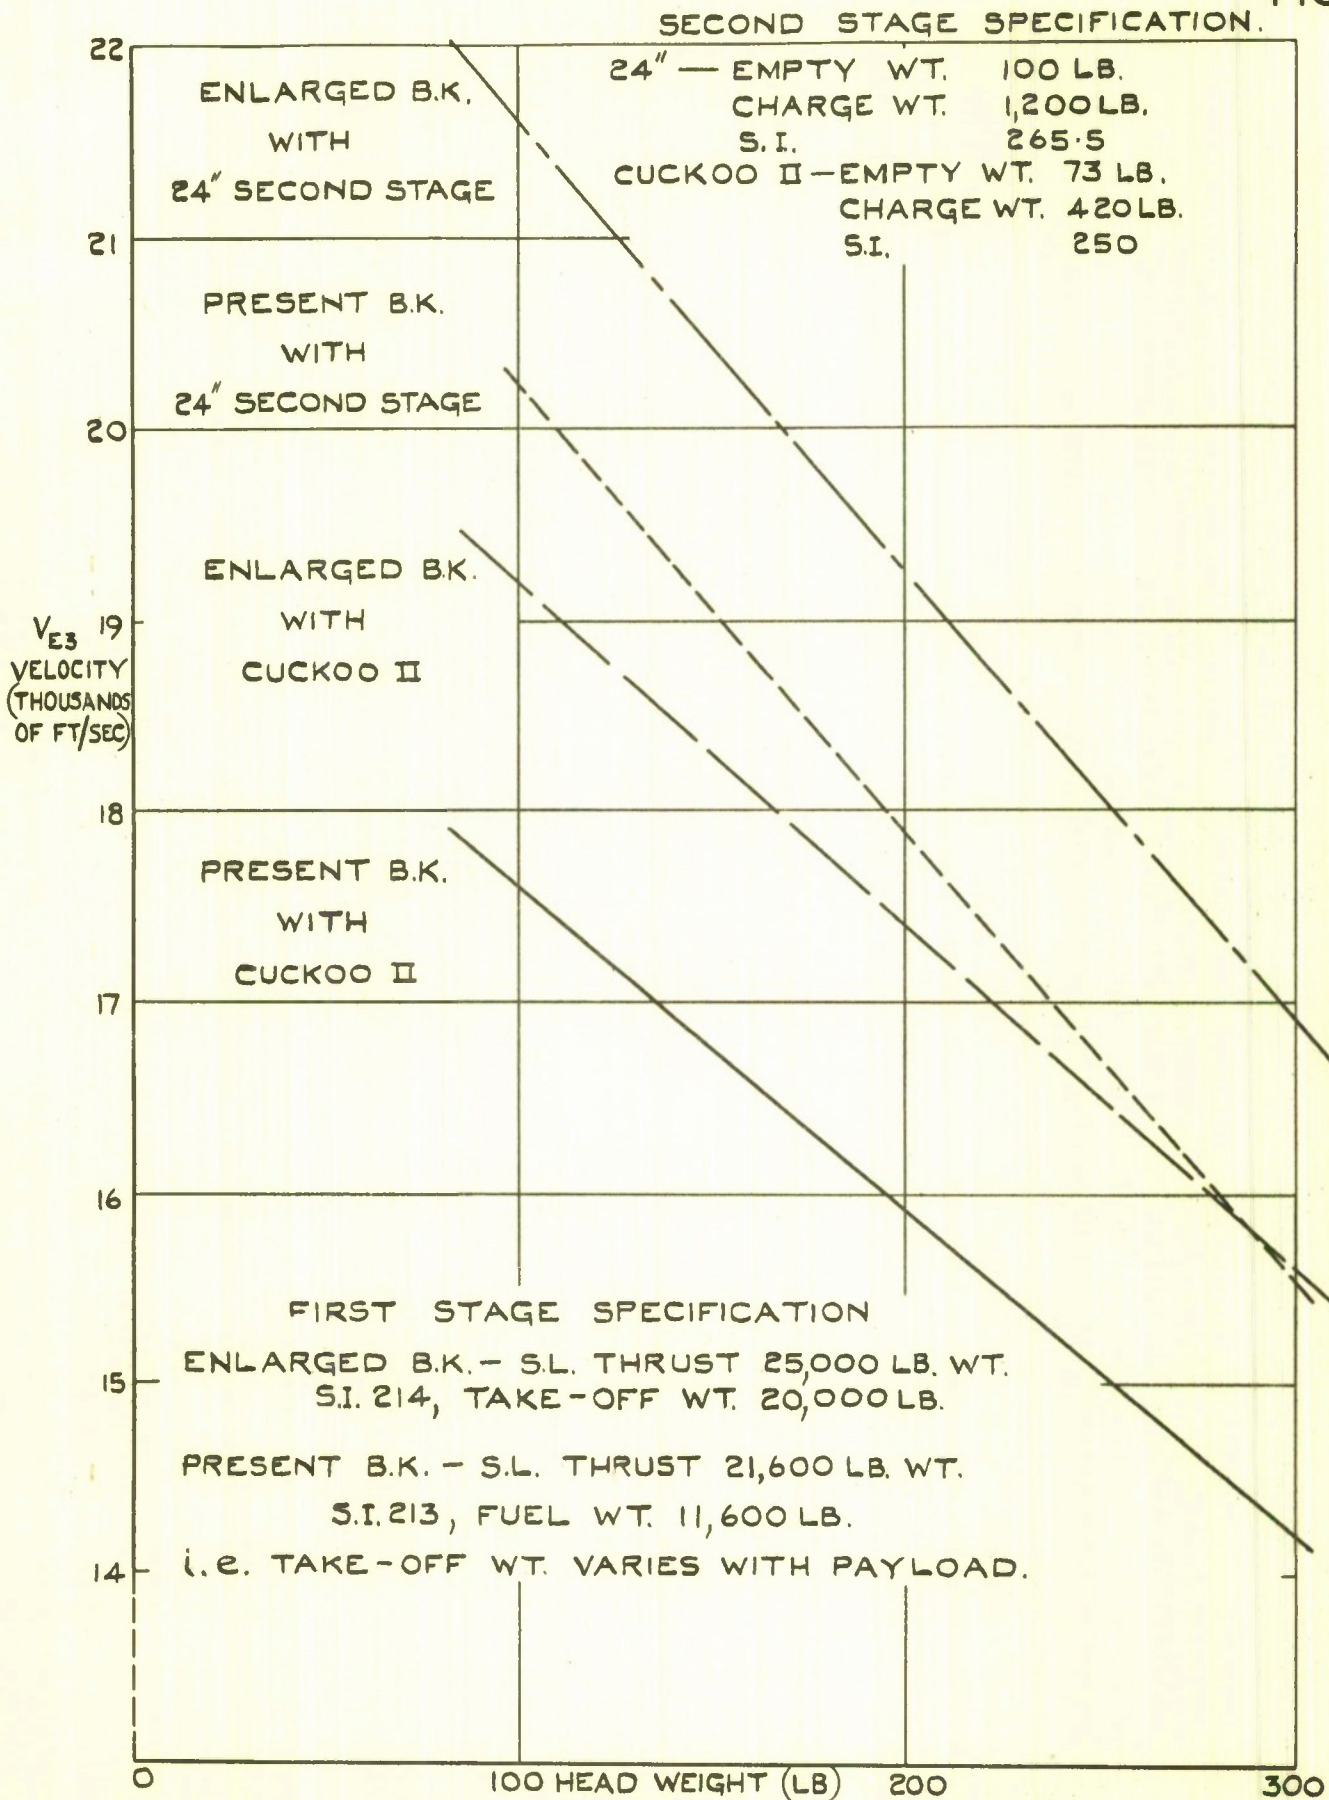 SECOND STAGE SPECIFICATION.
24" — EMPTY WT. 100 LB.
CHARGE WT. 1,200 LB.
S.I. 265·5
CUCKOO II — EMPTY WT. 73 LB.
CHARGE WT. 420 LB.
S.I. 250
ENLARGED B.K.
WITH
24" SECOND STAGE
PRESENT B.K.
WITH
24" SECOND STAGE
ENLARGED B.K.
WITH
CUCKOO II
PRESENT B.K.
WITH
CUCKOO II
22
21
20
19
18
17
16
15
14
VE3
VELOCITY
(THOUSANDS
OF FT/SEC)
FIRST STAGE SPECIFICATION
ENLARGED B.K. – S.L. THRUST 25,000 LB. WT.
S.I. 214, TAKE-OFF WT. 20,000 LB.
PRESENT B.K. – S.L. THRUST 21,600 LB. WT.
S.I. 213, FUEL WT. 11,600 LB.
i.e. TAKE-OFF WT. VARIES WITH PAYLOAD.
0 100 HEAD WEIGHT (LB) 200 300